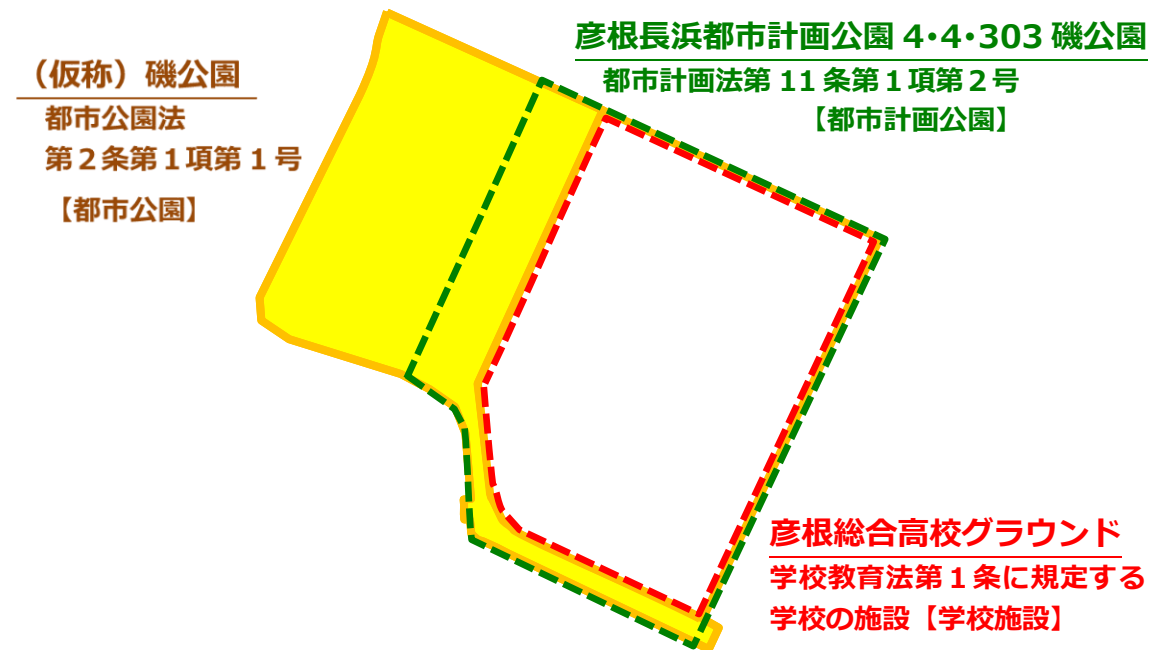 彦根長浜都市計画公園 4・4・303 磯公園
都市計画法第 11 条第１項第２号
【都市計画公園】
（仮称）磯公園
都市公園法
第２条第１項第 1 号
【都市公園】
彦根総合高校グラウンド
学校教育法第１条に規定する
学校の施設【学校施設】